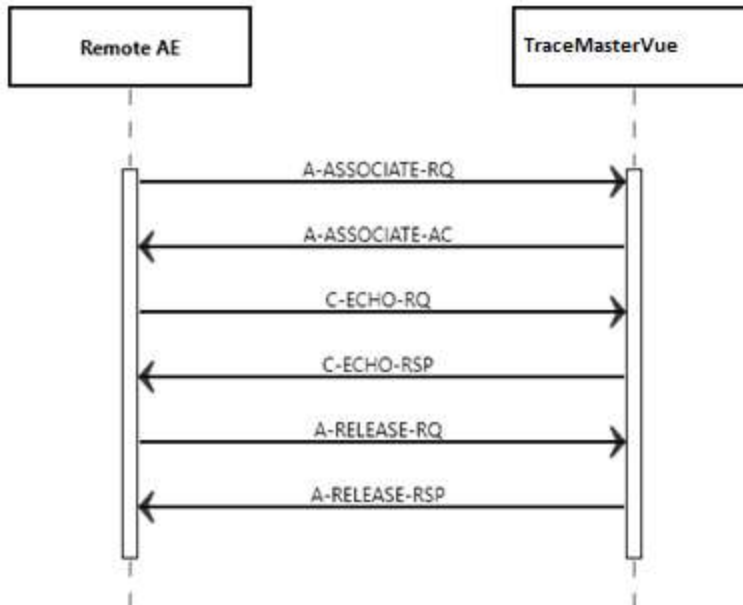 Remote AE
TraceMasterVue
A-ASSOCIATE-RQ
A-ASSOCIATE-AC
C-ECHO-RQ
C-ECHO-RSP
A-RELEASE-RQ
A-RELEASE-RSP